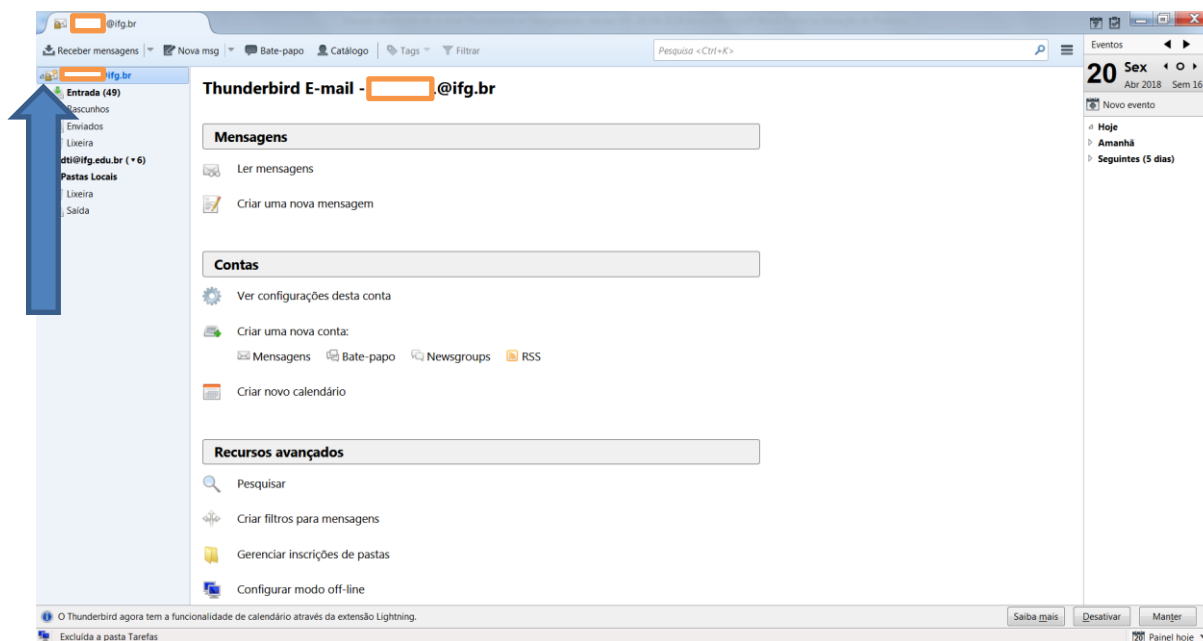 @ifg.br
Receber mensagens Nova msg Bate-papo Catálogo Tags Filtrar Pesquisa <Ctrl+K>
ifg.br
Entrada (49)
Rascunhos
Enviados
Lixeira
dti@ifg.edu.br (▾6)
Pastas Locais
Lixeira
Saída
Thunderbird E-mail - @ifg.br
Mensagens
Ler mensagens
Criar uma nova mensagem
Contas
Ver configurações desta conta
Criar uma nova conta:
Mensagens Bate-papo Newsgroups RSS
Criar novo calendário
Recursos avançados
Pesquisar
Criar filtros para mensagens
Gerenciar inscrições de pastas
Configurar modo off-line
Eventos
20 Sex
Abr 2018 Sem 16
Novo evento
Hoje
Amanhã
Seguintes (5 dias)
O Thunderbird agora tem a funcionalidade de calendário através da extensão Lightning. Saiba mais Desativar Manter
Excluída a pasta Tarefas 20 Painel hoje